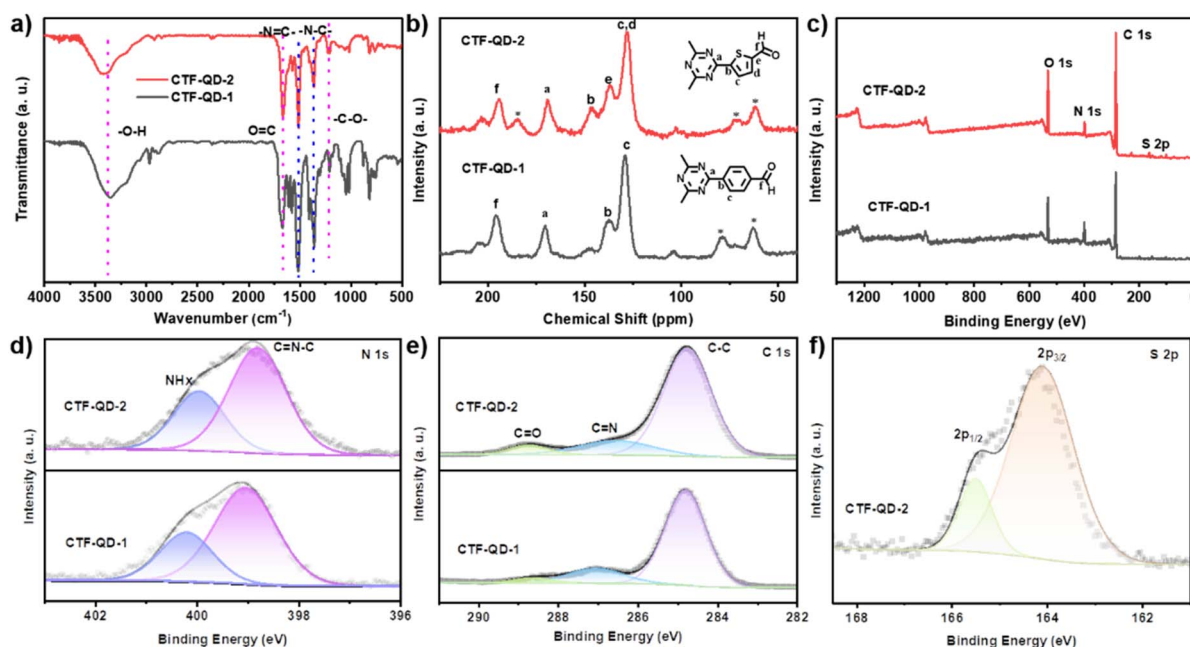 a)
-N=C-
-N-C-
CTF-QD-2
CTF-QD-1
-O-H
O=C
-C-O-
Transmittance (a. u.)
4000 3500 3000 2500 2000 1500 1000 500
Wavenumber (cm-1)
b)
CTF-QD-2
c,d
f
*
a
b
e
*
*
N
N
N
a
b
c
d
e
f
S
O
H
CTF-QD-1
c
f
a
b
*
*
N
N
N
a
b
c
f
O
H
Intensity (a. u.)
200 150 100 50
Chemical Shift (ppm)
c)
C 1s
O 1s
CTF-QD-2
N 1s
S 2p
CTF-QD-1
Intensity (a. u.)
1200 1000 800 600 400 200 0
Binding Energy (eV)
d)
N 1s
C=N-C
NHx
CTF-QD-2
CTF-QD-1
Intensity (a. u.)
402 400 398 396
Binding Energy (eV)
e)
C 1s
C-C
CTF-QD-2
C=O
C=N
CTF-QD-1
Intensity (a. u.)
290 288 286 284 282
Binding Energy (eV)
f)
S 2p
2p3/2
2p1/2
CTF-QD-2
Intensity (a. u.)
168 166 164 162
Binding Energy (eV)